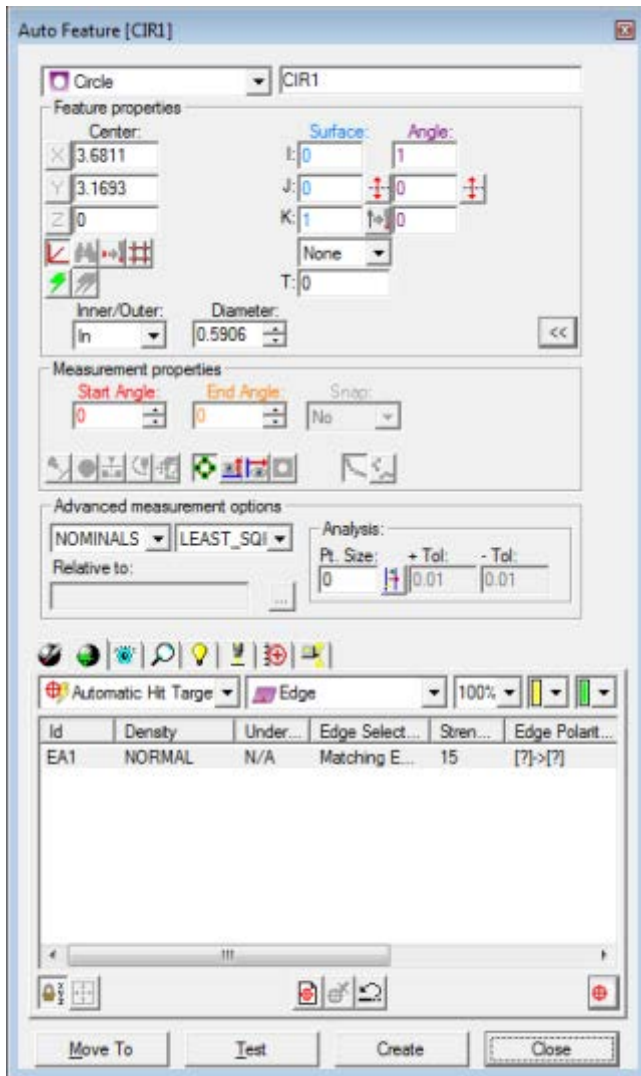 Auto Feature [CIR1]
Circle CIR1
Feature properties
Center: Surface: Angle:
X 3.6811 I: 0 1
Y 3.1693 J: 0 0
Z 0 K: 1 0
None
T: 0
Inner/Outer: Diameter:
In 0.5906 <<
Measurement properties
Start Angle: End Angle: Snap:
0 0 No
Advanced measurement options
NOMINALS LEAST_SQI Analysis:
Pt. Size: + Tol: - Tol:
Relative to: 0 0.01 0.01
...
Automatic Hit Targe Edge 100%
Id Density Under... Edge Select... Stren... Edge Polarit...
EA1 NORMAL N/A Matching E... 15 [?]->[?]
Move To Test Create Close